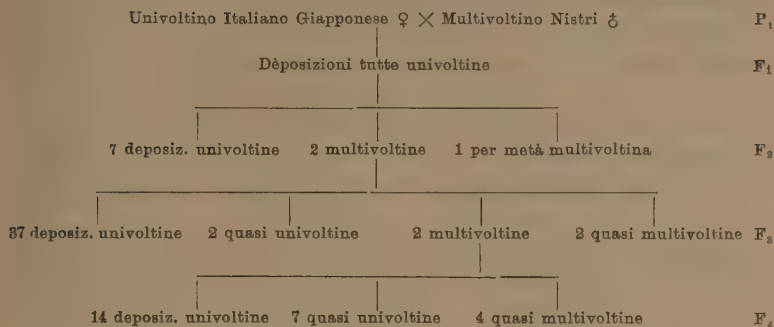 Univoltino Italiano Giapponese ♀ × Multivoltino Nistri ♂ P₁
Dèposizioni tutte univoltine F₁
7 deposiz. univoltine 2 multivoltine 1 per metà multivoltina F₂
37 deposiz. univoltine 2 quasi univoltine 2 multivoltine 2 quasi multivoltine F₃
14 deposiz. univoltine 7 quasi univoltine 4 quasi multivoltine F₄